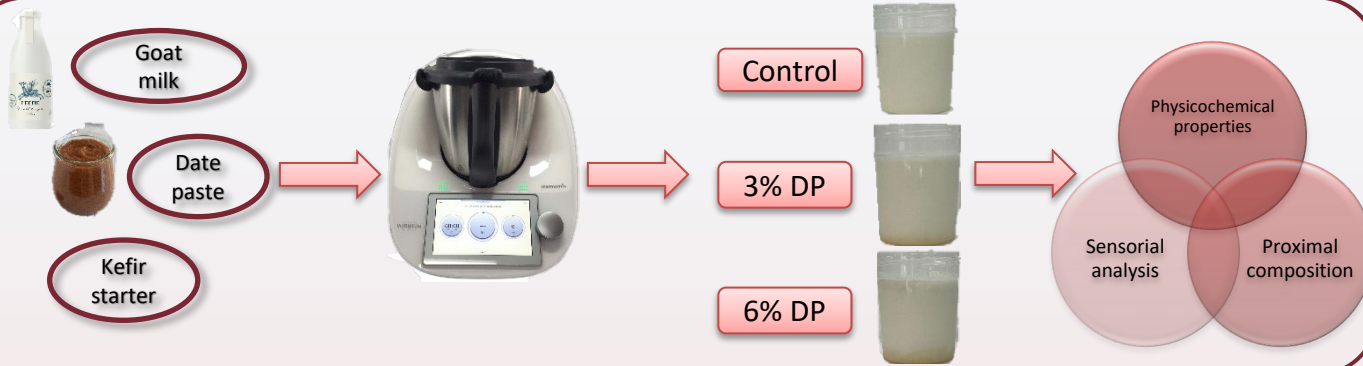 Goat
milk
Date
paste
Kefir
starter
Control
3% DP
6% DP
Physicochemical
properties
Sensorial
analysis
Proximal
composition